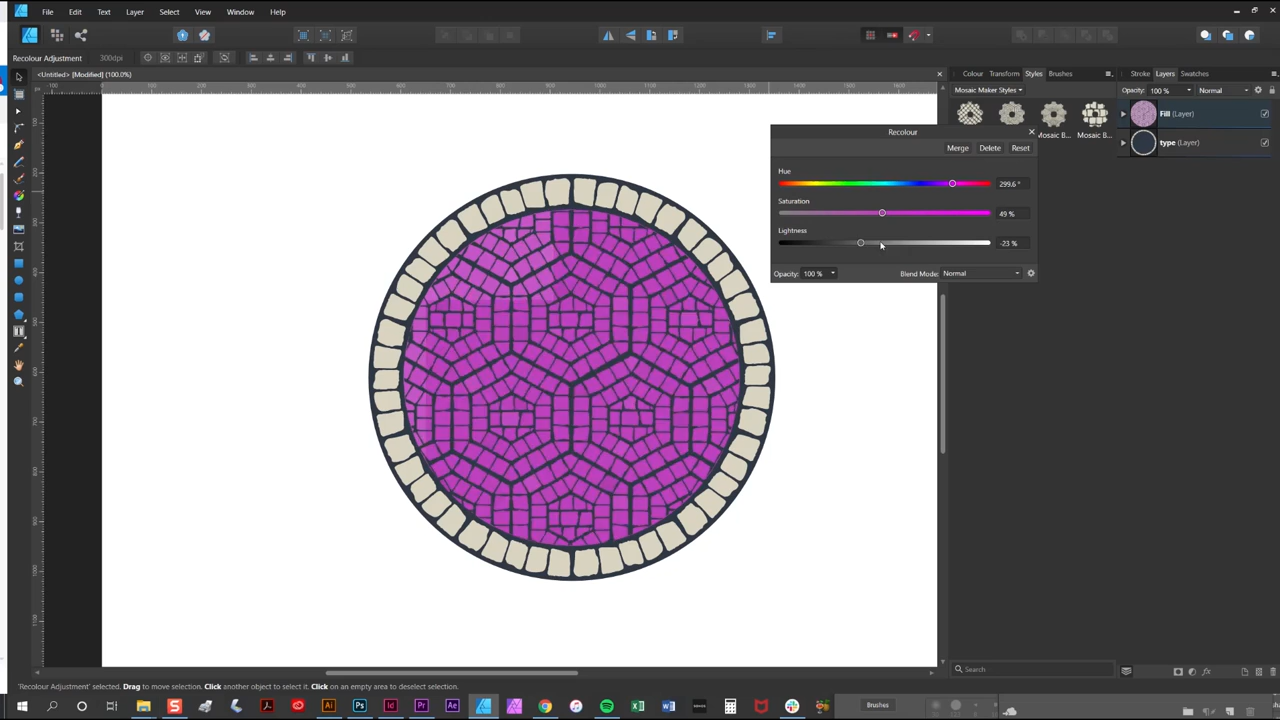 File Edit Text Layer Select View Window Help
Recolour Adjustment 300dpi
<Untitled> [Modified] (100.0%)
Colour Transform Styles Brushes
Stroke Layers Swatches
Mosaic Maker Styles
Opacity: 100 % Normal
Mosaic B... Mosaic B...
Fill (Layer)
type (Layer)
Recolour
Merge Delete Reset
Hue
299.6 °
Saturation
49 %
Lightness
-23 %
Opacity: 100 % Blend Mode: Normal
px
Search
'Recolour Adjustment' selected. Drag to move selection. Click another object to select it. Click on an empty area to deselect selection.
Brushes